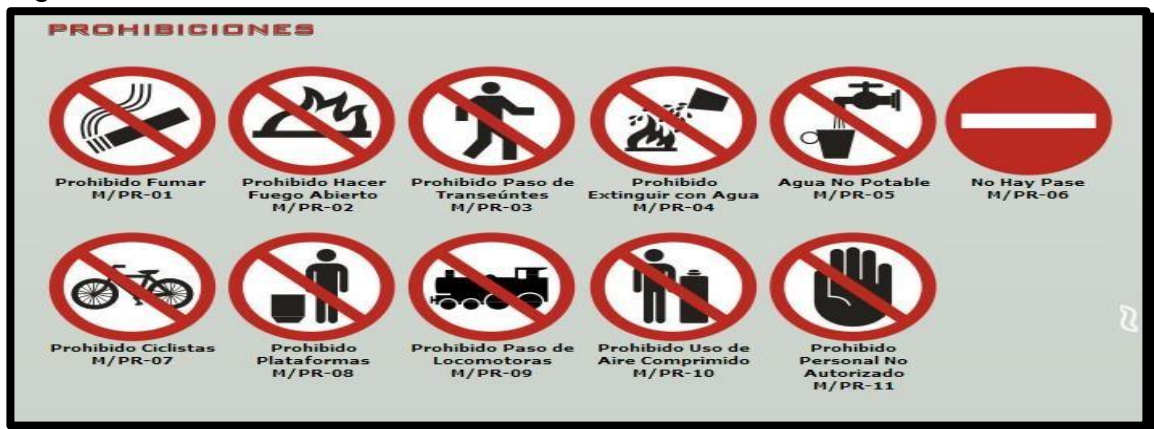 PROHIBICIONES
Prohibido Fumar
M/PR-01
Prohibido Hacer
Fuego Abierto
M/PR-02
Prohibido Paso de
Transeúntes
M/PR-03
Prohibido
Extinguir con Agua
M/PR-04
Agua No Potable
M/PR-05
No Hay Pase
M/PR-06
Prohibido Ciclistas
M/PR-07
Prohibido
Plataformas
M/PR-08
Prohibido Paso de
Locomotoras
M/PR-09
Prohibido Uso de
Aire Comprimido
M/PR-10
Prohibido
Personal No
Autorizado
M/PR-11